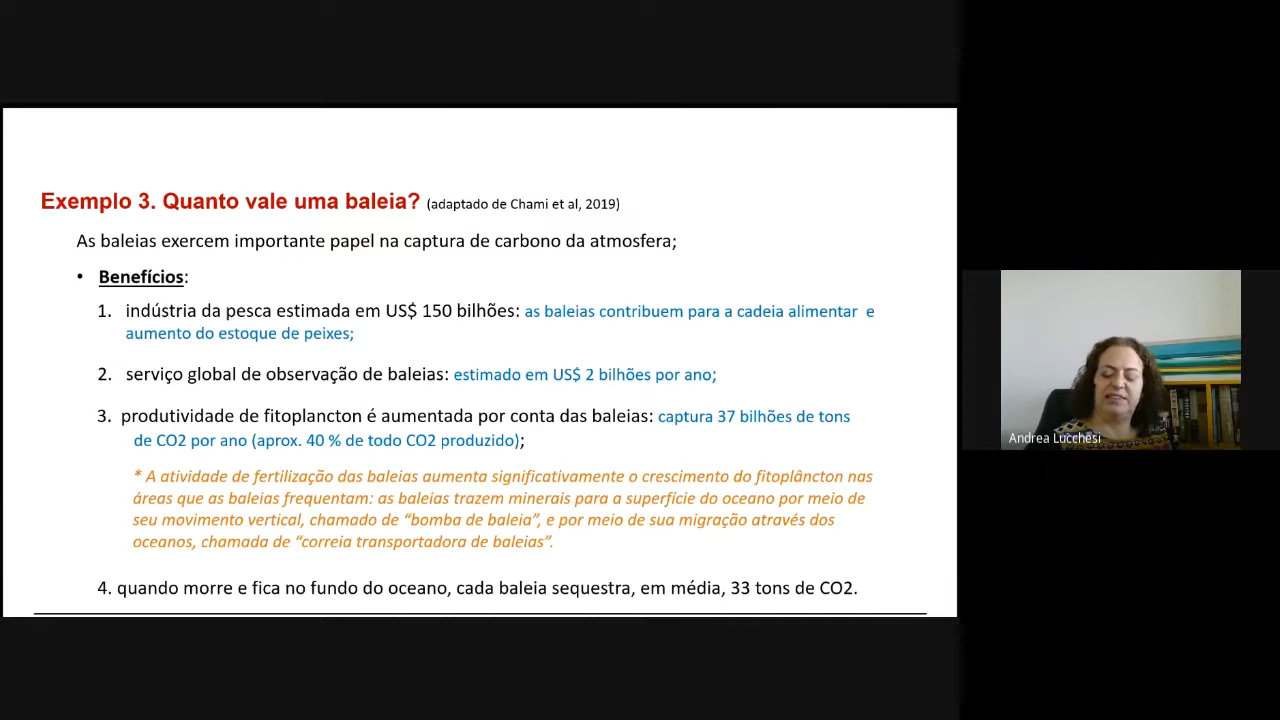 Exemplo 3. Quanto vale uma baleia? (adaptado de Chami et al, 2019)
As baleias exercem importante papel na captura de carbono da atmosfera;
• Benefícios:
1. indústria da pesca estimada em US$ 150 bilhões: as baleias contribuem para a cadeia alimentar e
aumento do estoque de peixes;
2. serviço global de observação de baleias: estimado em US$ 2 bilhões por ano;
3. produtividade de fitoplancton é aumentada por conta das baleias: captura 37 bilhões de tons
de CO2 por ano (aprox. 40 % de todo CO2 produzido);
* A atividade de fertilização das baleias aumenta significativamente o crescimento do fitoplâncton nas
áreas que as baleias frequentam: as baleias trazem minerais para a superfície do oceano por meio de
seu movimento vertical, chamado de “bomba de baleia”, e por meio de sua migração através dos
oceanos, chamada de “correia transportadora de baleias”.
4. quando morre e fica no fundo do oceano, cada baleia sequestra, em média, 33 tons de CO2.
Andrea Lucchesi